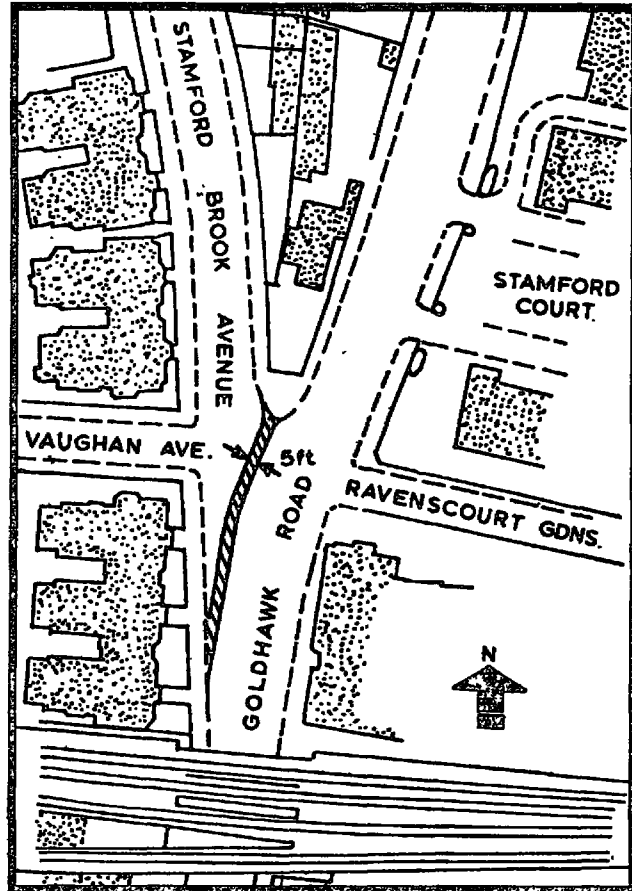 STAMFORD BROOK AVENUE
STAMFORD
COURT.
VAUGHAN AVE.
5ft
RAVENSCOURT GDNS.
GOLDHAWK ROAD
N